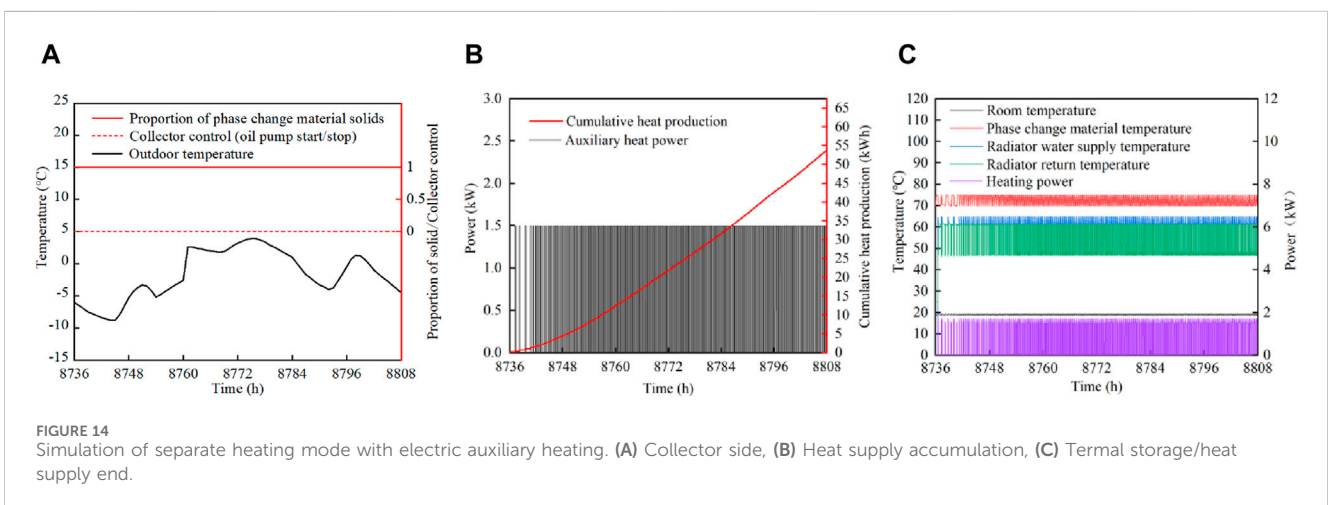 A
25
20
15
10
5
0
-5
-10
-15
Temperature (°C)
Proportion of phase change material solids
Collector control (oil pump start/stop)
Outdoor temperature
1
0.5
0
Proportion of solid/Collector control
8736 8748 8760 8772 8784 8796 8808
Time (h)
B
3.0
2.5
2.0
1.5
1.0
0.5
0.0
Power (kW)
Cumulative heat production
Auxiliary heat power
65
60
55
50
45
40
35
30
25
20
15
10
5
0
Cumulative heat production (kWh)
8736 8748 8760 8772 8784 8796 8808
Time (h)
C
120
110
100
90
80
70
60
50
40
30
20
10
0
Temperature (℃)
Room temperature
Phase change material temperature
Radiator water supply temperature
Radiator return temperature
Heating power
12
10
8
6
4
2
0
Power（kW）
8736 8748 8760 8772 8784 8796 8808
Time (h)
FIGURE 14
Simulation of separate heating mode with electric auxiliary heating. (A) Collector side, (B) Heat supply accumulation, (C) Termal storage/heat
supply end.